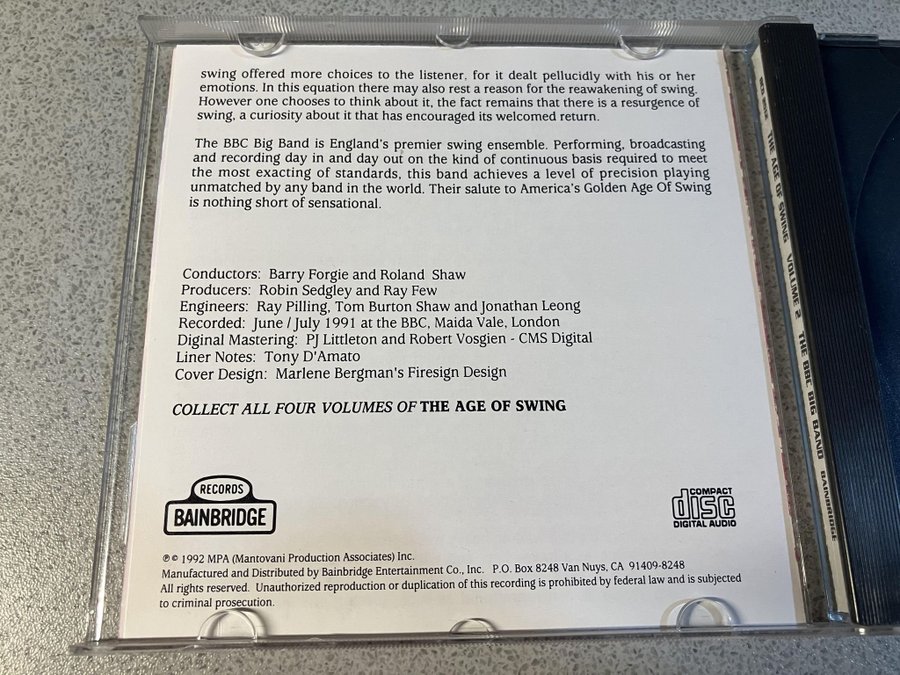 swing offered more choices to the listener, for it dealt pellucidly with his or her
emotions. In this equation there may also rest a reason for the reawakening of swing.
However one chooses to think about it, the fact remains that there is a resurgence of
swing, a curiosity about it that has encouraged its welcomed return.
The BBC Big Band is England's premier swing ensemble. Performing, broadcasting
and recording day in and day out on the kind of continuous basis required to meet
the most exacting of standards, this band achieves a level of precision playing
unmatched by any band in the world. Their salute to America's Golden Age Of Swing
is nothing short of sensational.
Conductors: Barry Forgie and Roland Shaw
Producers: Robin Sedgley and Ray Few
Engineers: Ray Pilling, Tom Burton Shaw and Jonathan Leong
Recorded: June / July 1991 at the BBC, Maida Vale, London
Diginal Mastering: PJ Littleton and Robert Vosgien - CMS Digital
Liner Notes: Tony D'Amato
Cover Design: Marlene Bergman's Firesign Design
COLLECT ALL FOUR VOLUMES OF THE AGE OF SWING
RECORDS
BAINBRIDGE
COMPACT
disc
DIGITAL AUDIO
℗© 1992 MPA (Mantovani Production Associates) Inc.
Manufactured and Distributed by Bainbridge Entertainment Co., Inc. P.O. Box 8248 Van Nuys, CA 91409-8248
All rights reserved. Unauthorized reproduction or duplication of this recording is prohibited by federal law and is subjected
to criminal prosecution.
THE AGE OF SWING VOLUME 2 THE BBC BIG BAND BAINBRIDGE